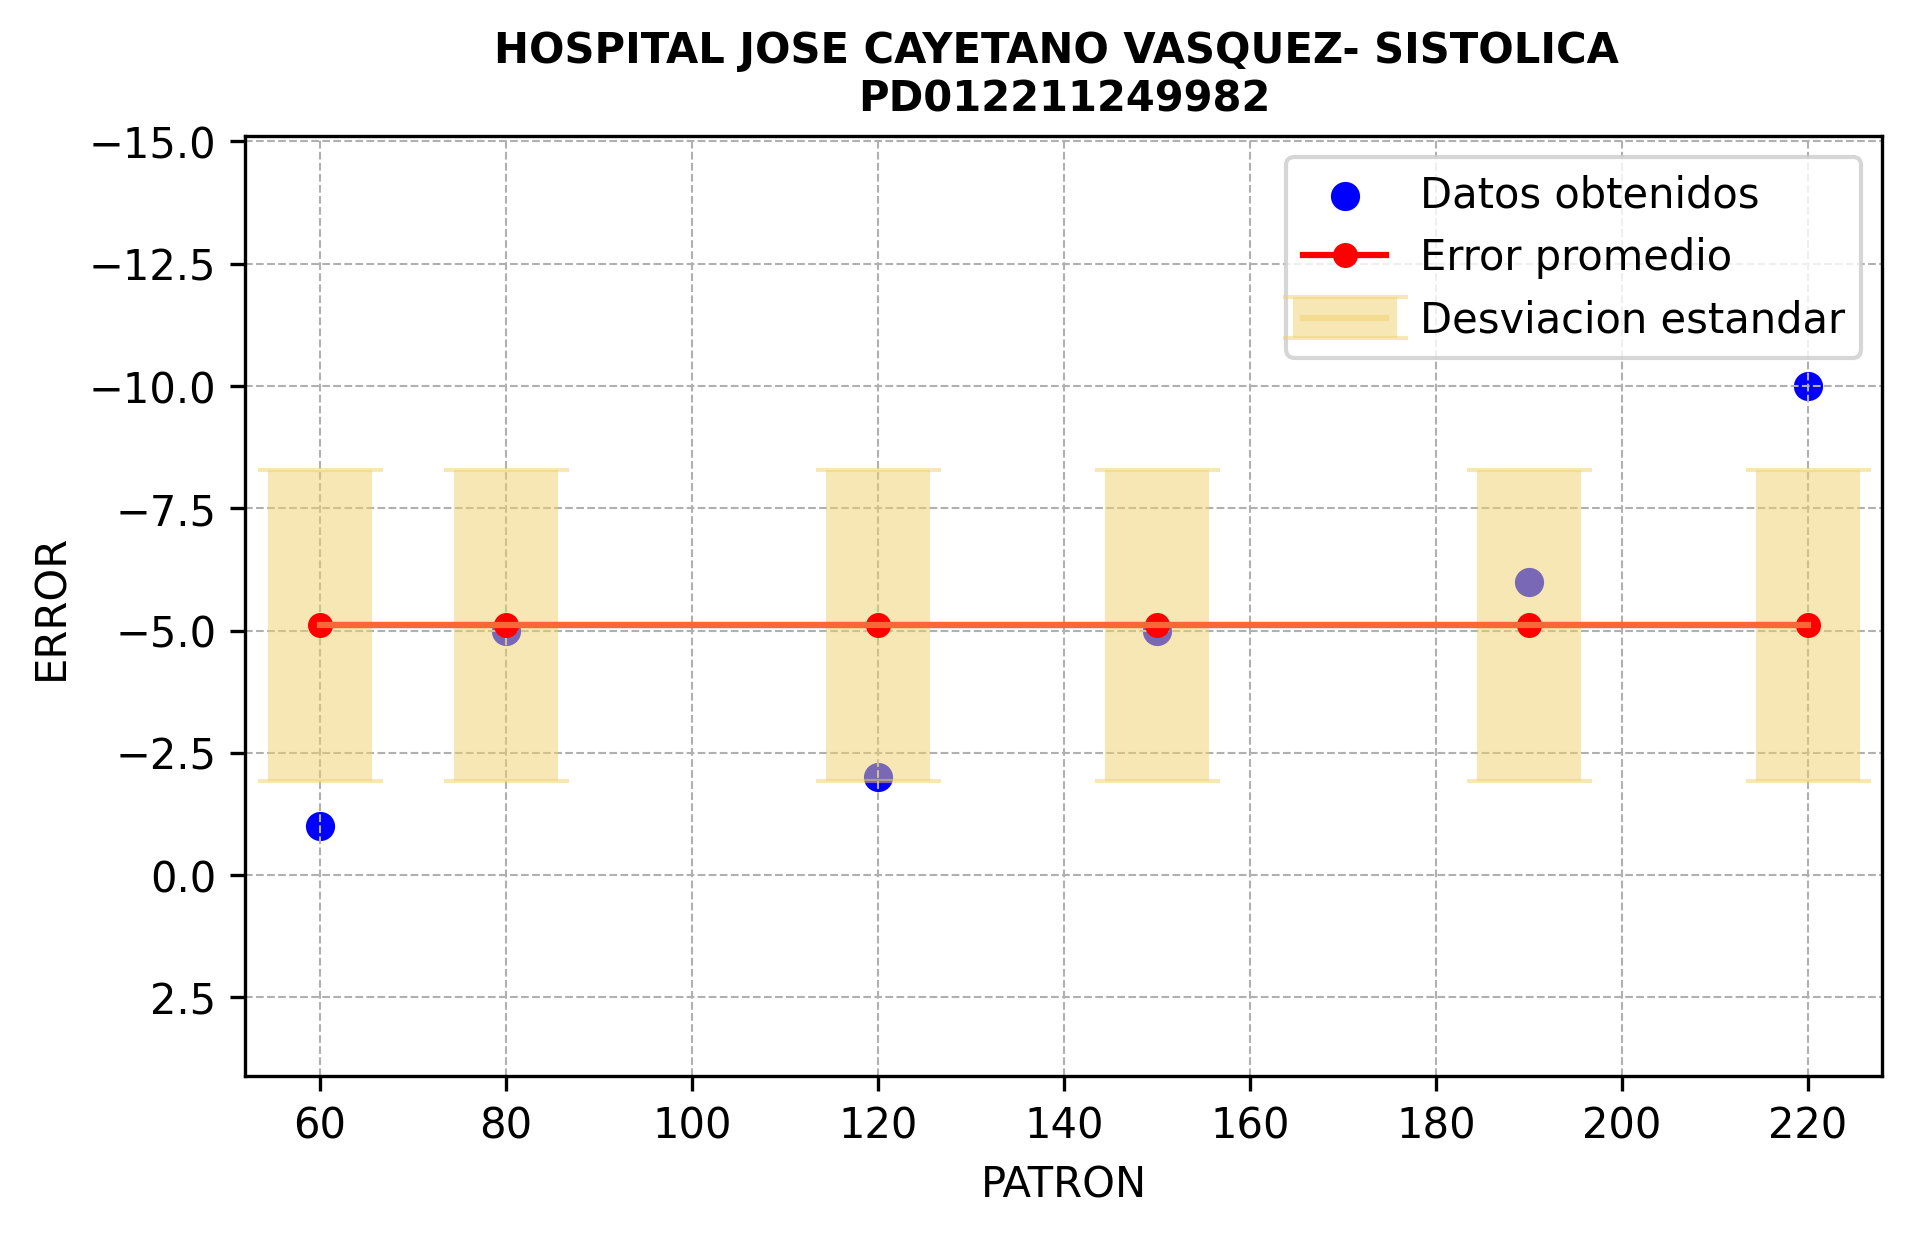 HOSPITAL JOSE CAYETANO VASQUEZ- SISTOLICA
PD012211249982
−15.0
−12.5
−10.0
−7.5
−5.0
−2.5
0.0
2.5
ERROR
Datos obtenidos
Error promedio
Desviacion estandar
60 80 100 120 140 160 180 200 220
PATRON